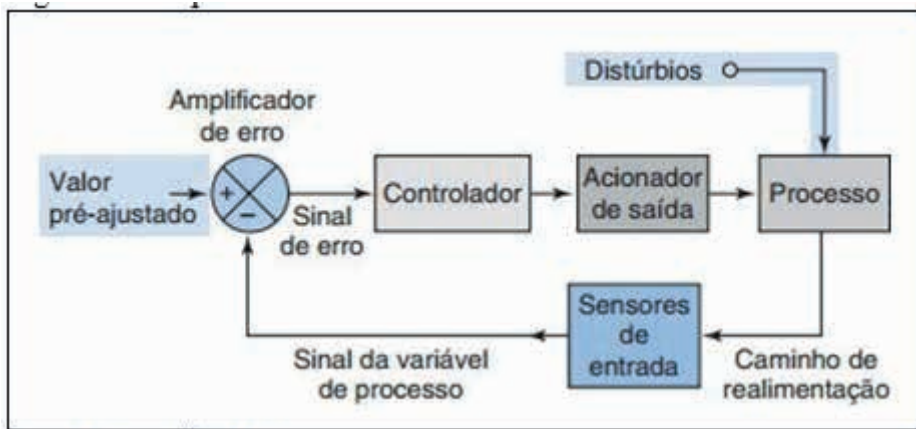 Distúrbios
Amplificador
de erro
Valor
pré-ajustado
+
−
Sinal
de erro
Controlador
Acionador
de saída
Processo
Sensores
de
entrada
Sinal da variável
de processo
Caminho de
realimentação